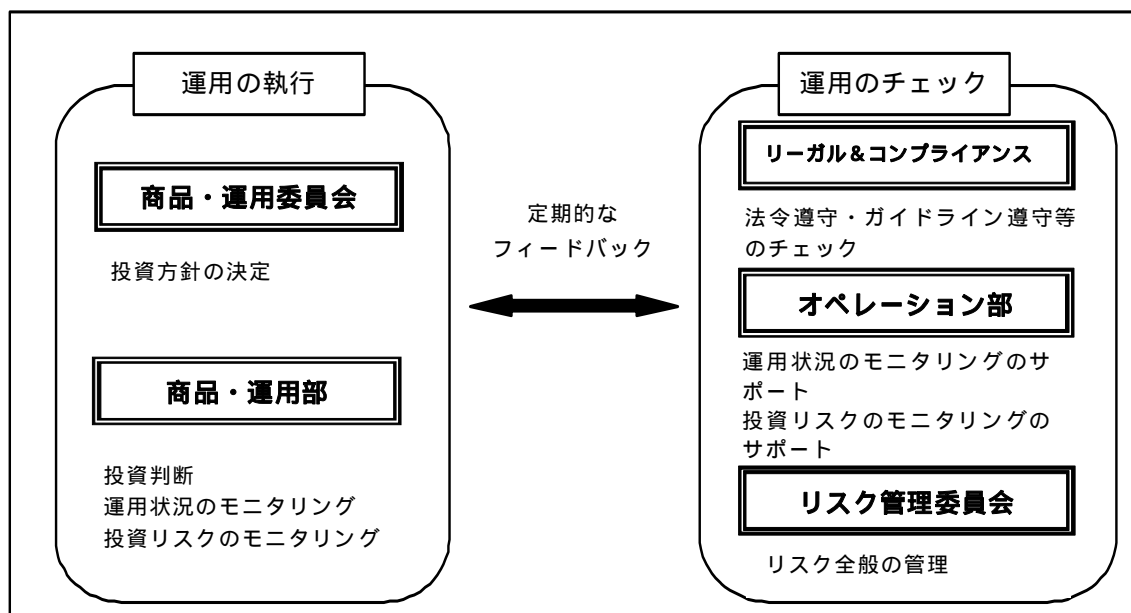 運用の執行
商品・運用委員会
投資方針の決定
商品・運用部
投資判断
運用状況のモニタリング
投資リスクのモニタリング
定期的な
フィードバック
運用のチェック
リーガル＆コンプライアンス
法令遵守・ガイドライン遵守等
のチェック
オペレーション部
運用状況のモニタリングのサ
ポート
投資リスクのモニタリングの
サポート
リスク管理委員会
リスク全般の管理